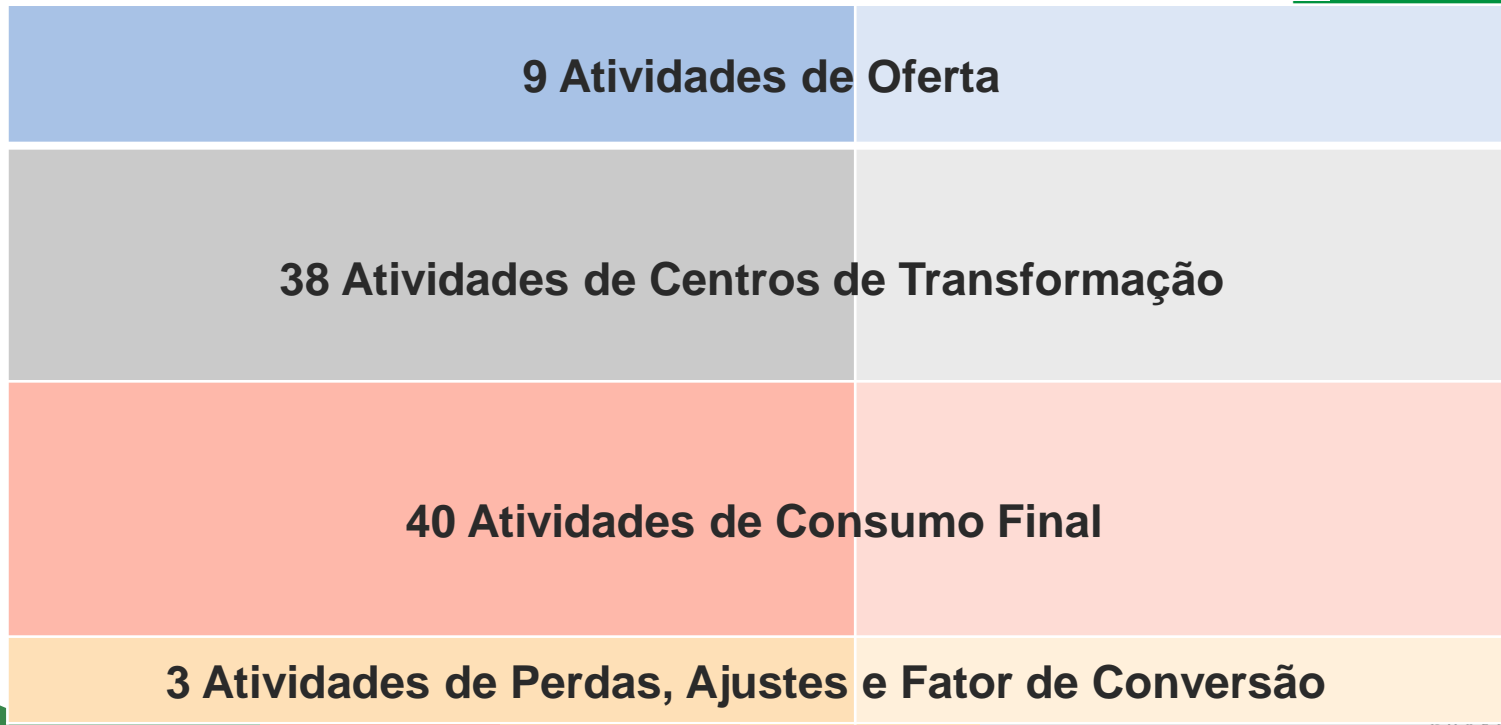 9 Atividades de Oferta
38 Atividades de Centros de Transformação
40 Atividades de Consumo Final
3 Atividades de Perdas, Ajustes e Fator de Conversão